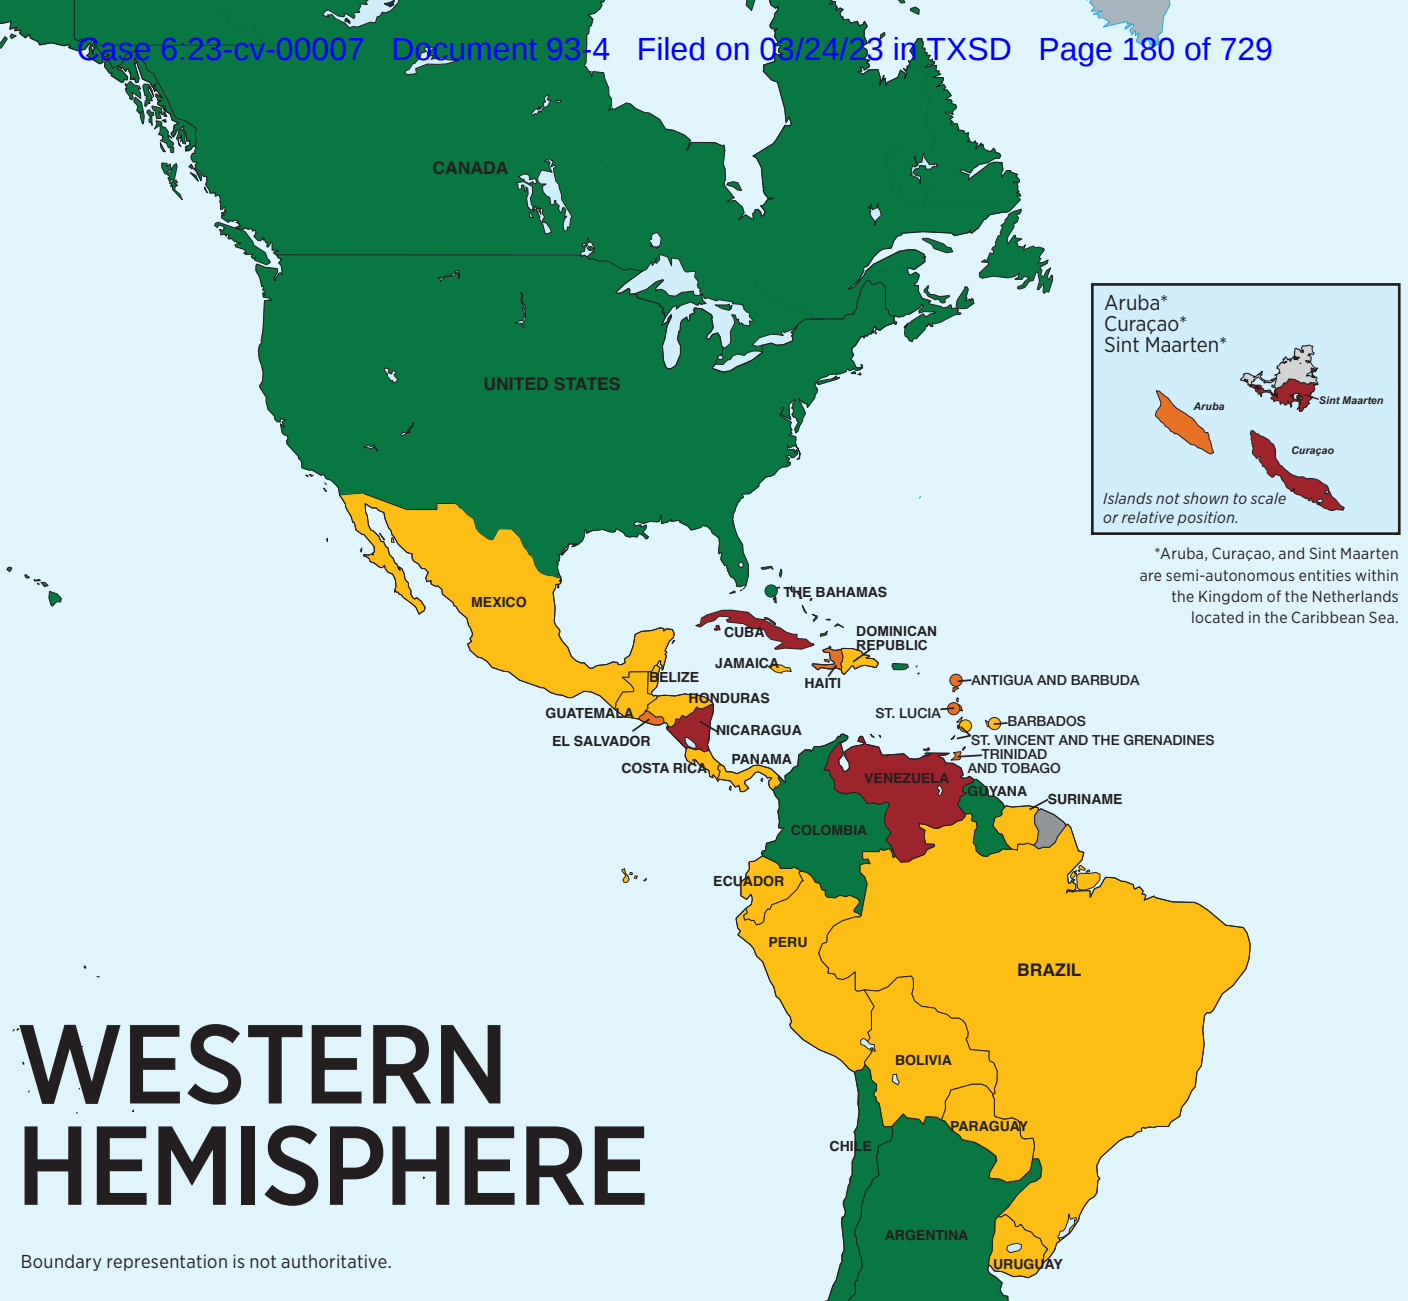 Case 6:23-cv-00007 Document 93-4 Filed on 03/24/23 in TXSD Page 180 of 729
CANADA
UNITED STATES
Aruba*
Curaçao*
Sint Maarten*
Sint Maarten
Aruba
Curaçao
Islands not shown to scale
or relative position.
*Aruba, Curaçao, and Sint Maarten
are semi-autonomous entities within
the Kingdom of the Netherlands
located in the Caribbean Sea.
MEXICO
THE BAHAMAS
CUBA
DOMINICAN
REPUBLIC
JAMAICA
HAITI
BELIZE
ANTIGUA AND BARBUDA
HONDURAS
GUATEMALA
ST. LUCIA
BARBADOS
NICARAGUA
EL SALVADOR
ST. VINCENT AND THE GRENADINES
TRINIDAD
AND TOBAGO
COSTA RICA
PANAMA
VENEZUELA
GUYANA
SURINAME
COLOMBIA
ECUADOR
PERU
BRAZIL
BOLIVIA
PARAGUAY
CHILE
ARGENTINA
URUGUAY
WESTERN
HEMISPHERE
Boundary representation is not authoritative.